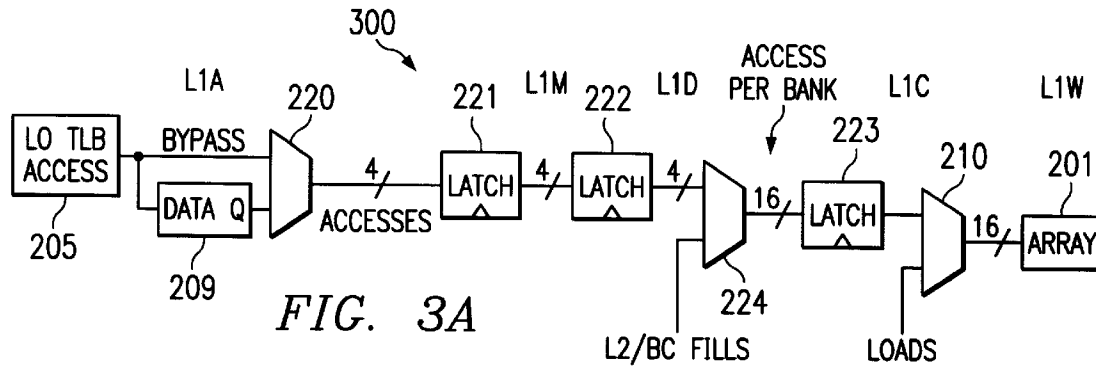 300
L1A
220
221
L1M
222
L1D
ACCESS
PER BANK
223
L1C
210
L1W
201
LO TLB
ACCESS
BYPASS
DATA Q
4
ACCESSES
LATCH
4
LATCH
4
16
LATCH
16
ARRAY
205
209
224
FIG. 3A
L2/BC FILLS
LOADS